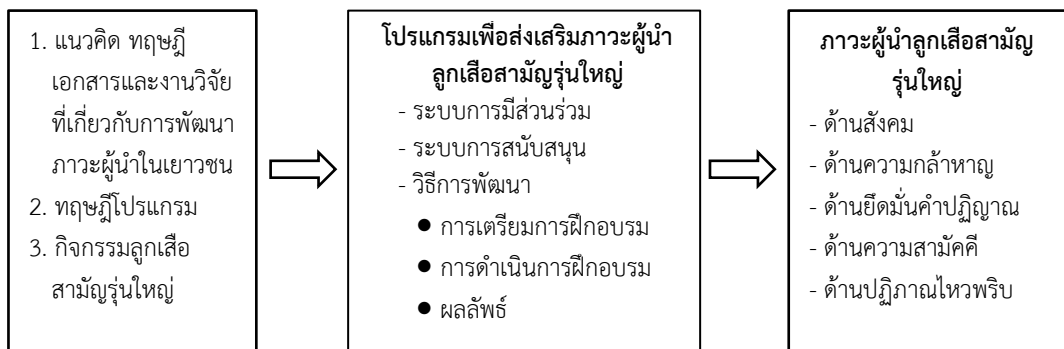 1. แนวคิด ทฤษฎี
เอกสารและงานวิจัย
ที่เกี่ยวกับการพัฒนา
ภาวะผู้นำในเยาวชน
2. ทฤษฎีโปรแกรม
3. กิจกรรมลูกเสือ
สามัญรุ่นใหญ่
โปรแกรมเพื่อส่งเสริมภาวะผู้นำ
ลูกเสือสามัญรุ่นใหญ่
- ระบบการมีส่วนร่วม
- ระบบการสนับสนุน
- วิธีการพัฒนา
● การเตรียมการฝึกอบรม
● การดำเนินการฝึกอบรม
● ผลลัพธ์
ภาวะผู้นำลูกเสือสามัญ
รุ่นใหญ่
- ด้านสังคม
- ด้านความกล้าหาญ
- ด้านยึดมั่นคำปฏิญาณ
- ด้านความสามัคคี
- ด้านปฏิภาณไหวพริบ